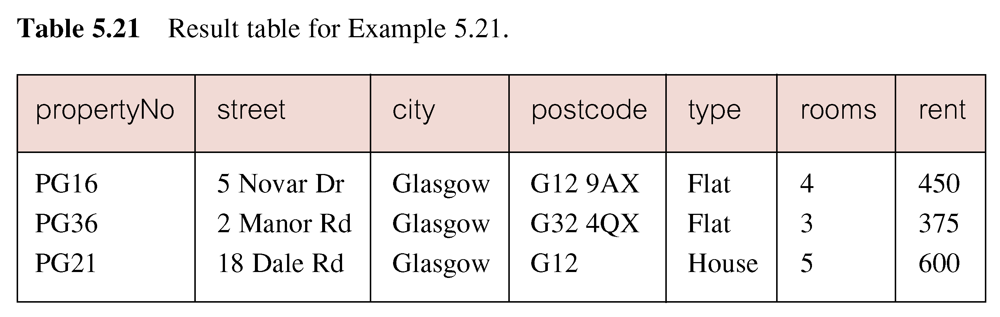 Table 5.21 Result table for Example 5.21.
propertyNo street city postcode type rooms rent
PG16 5 Novar Dr Glasgow G12 9AX Flat 4 450
PG36 2 Manor Rd Glasgow G32 4QX Flat 3 375
PG21 18 Dale Rd Glasgow G12 House 5 600